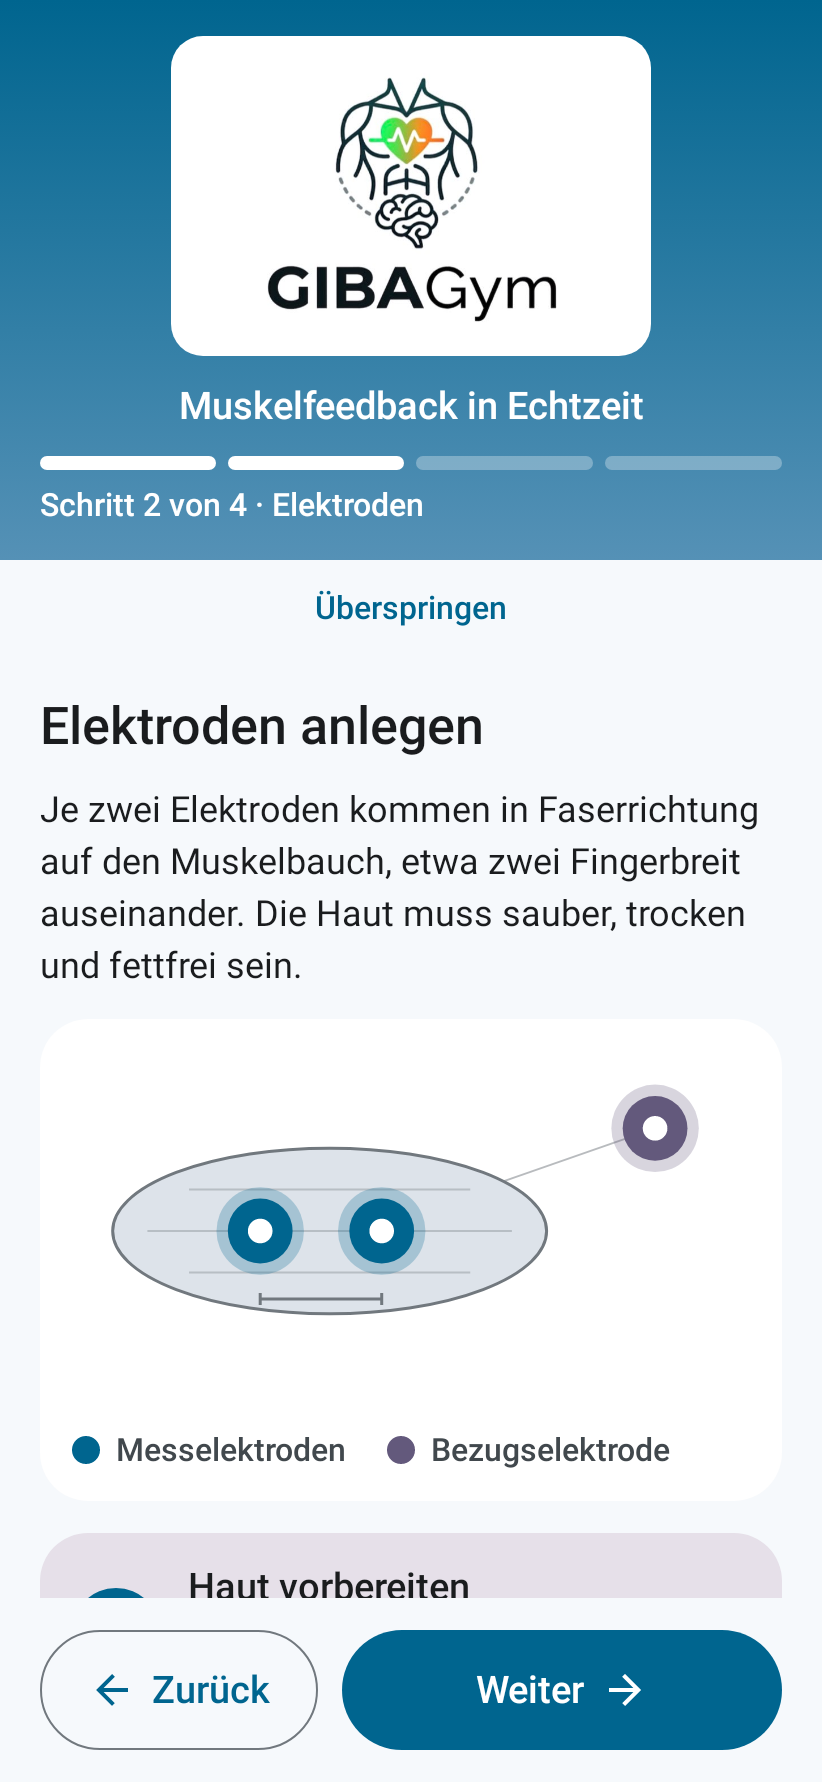 GIBAGym
Muskelfeedback in Echtzeit
Schritt 2 von 4 · Elektroden
Überspringen
Elektroden anlegen
Je zwei Elektroden kommen in Faserrichtung
auf den Muskelbauch, etwa zwei Fingerbreit
auseinander. Die Haut muss sauber, trocken
und fettfrei sein.
Messelektroden
Bezugselektrode
Haut vorbereiten
Zurück
Weiter